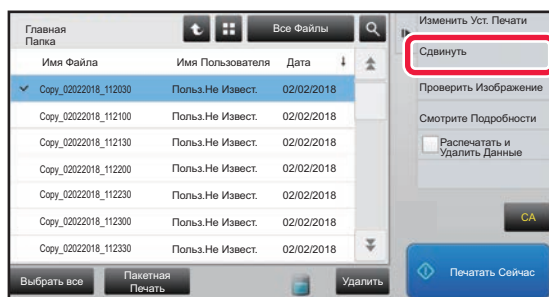 Главная
Папка
Все Файлы
Имя Файла Имя Пользователя Дата
Copy_02022018_112030 Польз.Не Извест. 02/02/2018
Copy_02022018_112100 Польз.Не Извест. 02/02/2018
Copy_02022018_112130 Польз.Не Извест. 02/02/2018
Copy_02022018_112200 Польз.Не Извест. 02/02/2018
Copy_02022018_112230 Польз.Не Извест. 02/02/2018
Copy_02022018_112300 Польз.Не Извест. 02/02/2018
Copy_02022018_112330 Польз.Не Извест. 02/02/2018
Выбрать все
Пакетная
Печать
Удалить
Изменить Уст. Печати
Сдвинуть
Проверить Изображение
Смотрите Подробности
Распечатать и
Удалить Данные
CA
Печатать Сейчас